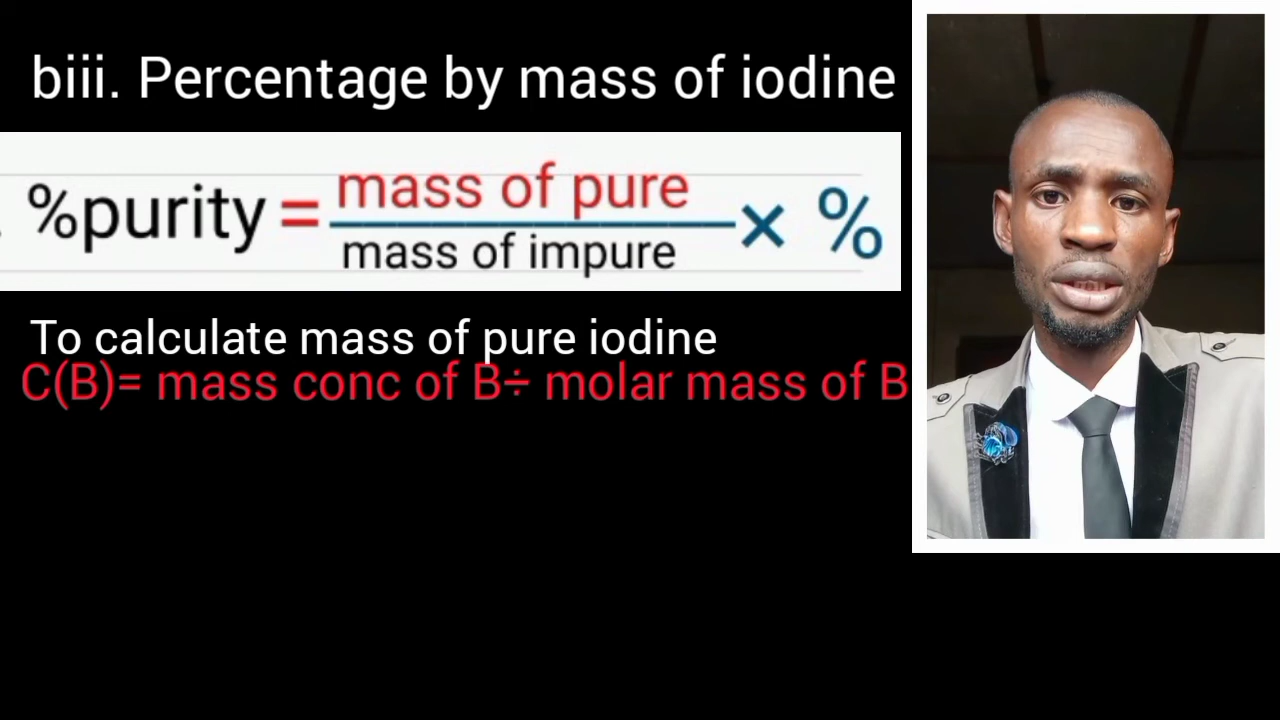 biii. Percentage by mass of iodine
%purity = mass of pure
mass of impure × %
To calculate mass of pure iodine
C(B)= mass conc of B÷ molar mass of B